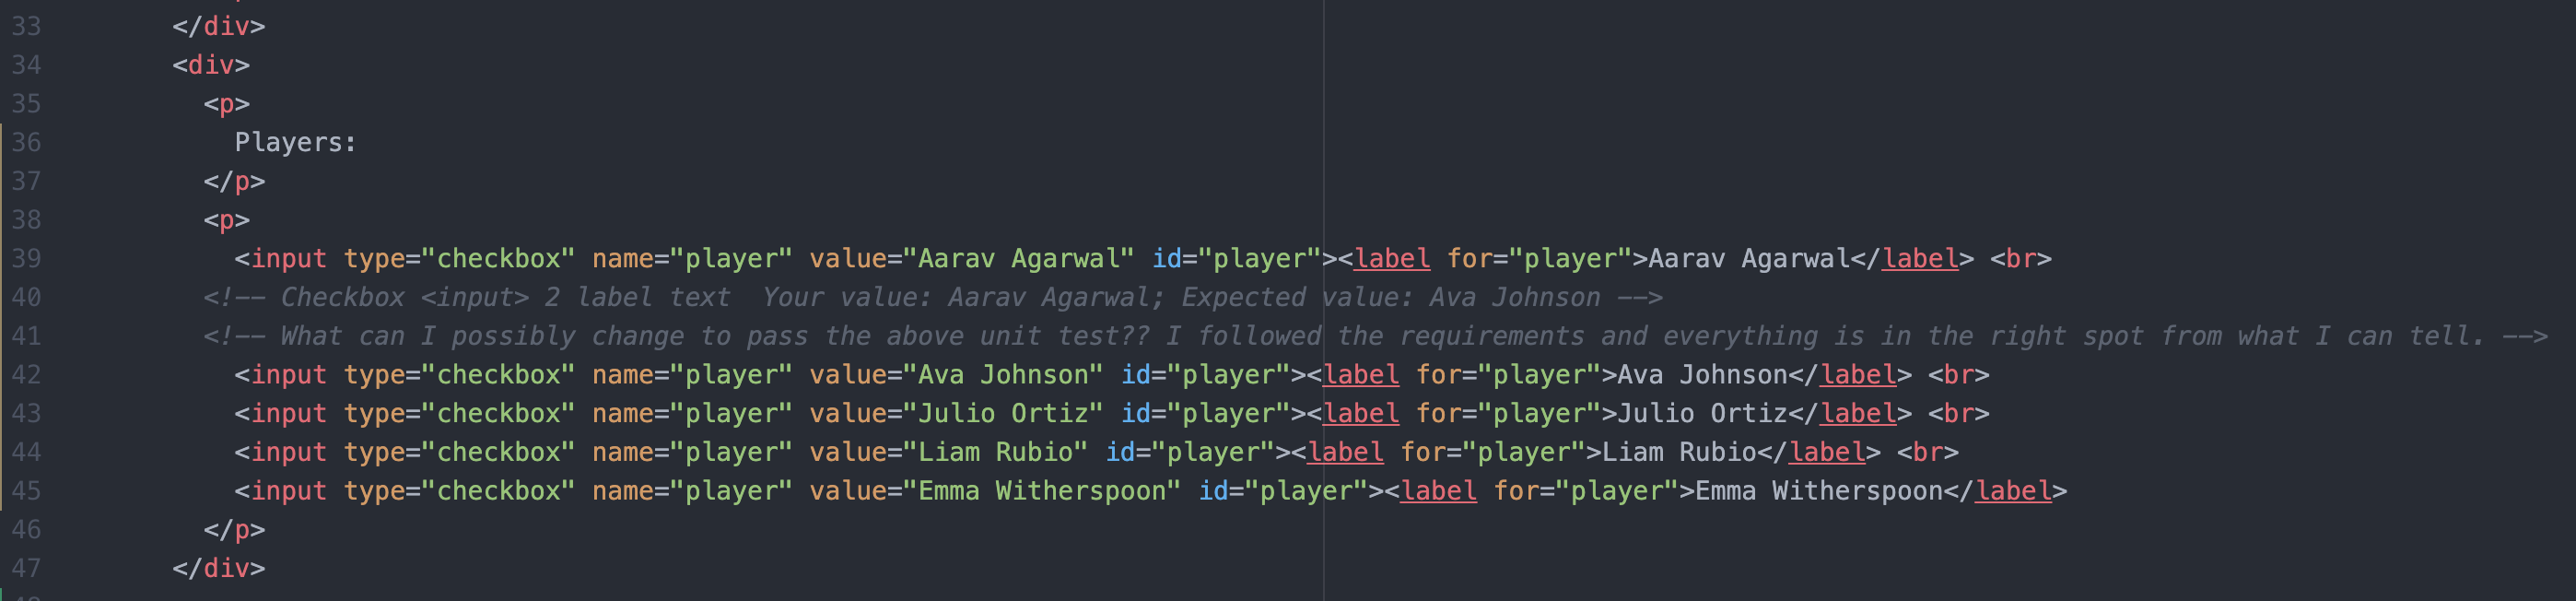 33 </div>
34 <div>
35 <p>
36 Players:
37 </p>
38 <p>
39 <input type="checkbox" name="player" value="Aarav Agarwal" id="player"><label for="player">Aarav Agarwal</label> <br>
40 <!-- Checkbox <input> 2 label text  Your value: Aarav Agarwal; Expected value: Ava Johnson -->
41 <!-- What can I possibly change to pass the above unit test?? I followed the requirements and everything is in the right spot from what I can tell. -->
42 <input type="checkbox" name="player" value="Ava Johnson" id="player"><label for="player">Ava Johnson</label> <br>
43 <input type="checkbox" name="player" value="Julio Ortiz" id="player"><label for="player">Julio Ortiz</label> <br>
44 <input type="checkbox" name="player" value="Liam Rubio" id="player"><label for="player">Liam Rubio</label> <br>
45 <input type="checkbox" name="player" value="Emma Witherspoon" id="player"><label for="player">Emma Witherspoon</label>
46 </p>
47 </div>